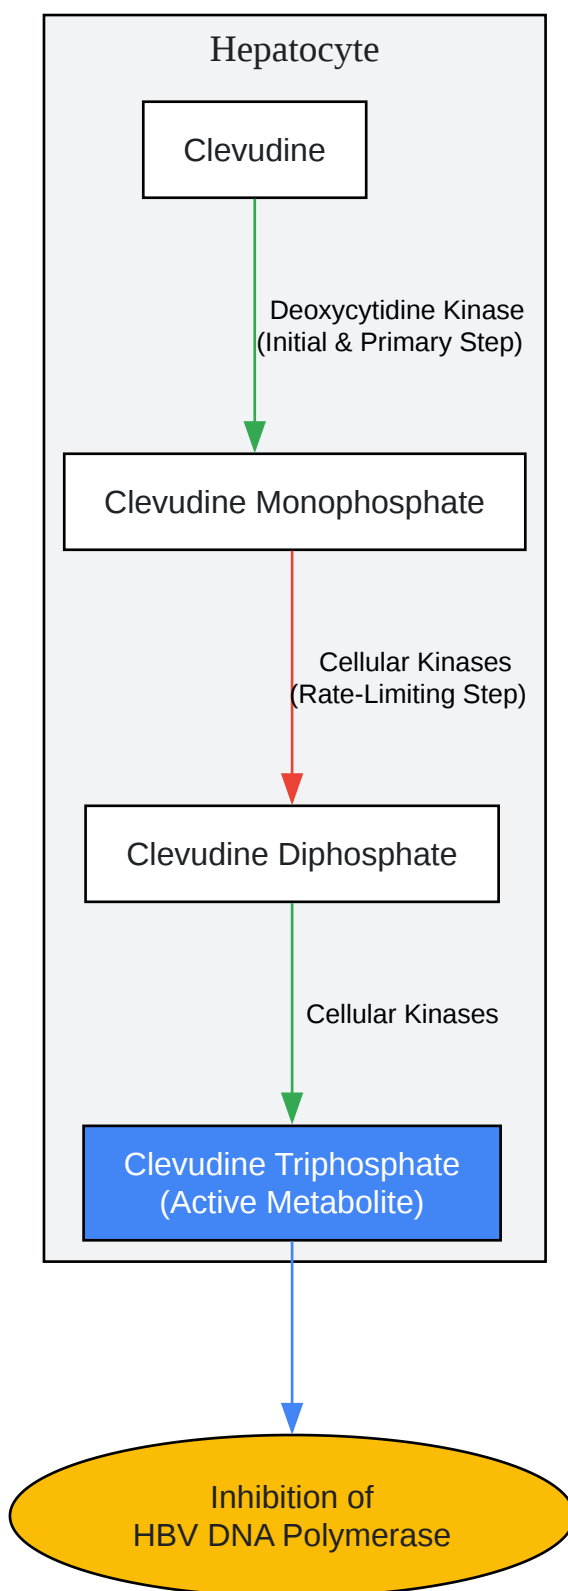 Hepatocyte
Clevudine
Deoxycytidine Kinase
(Initial & Primary Step)
Clevudine Monophosphate
Cellular Kinases
(Rate-Limiting Step)
Clevudine Diphosphate
Cellular Kinases
Clevudine Triphosphate
(Active Metabolite)
Inhibition of
HBV DNA Polymerase